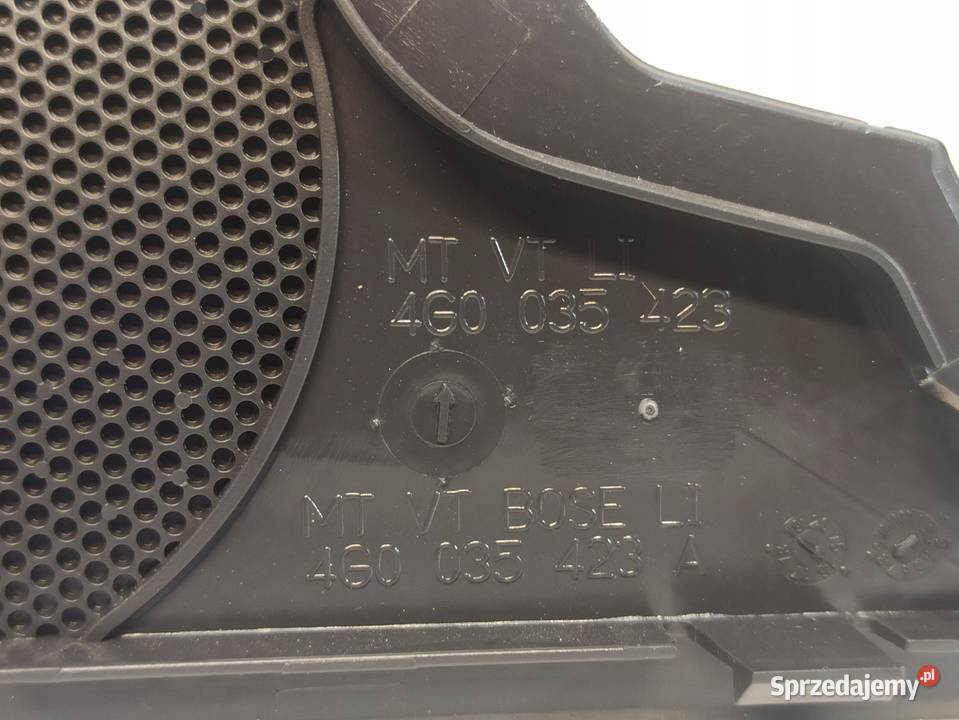 MT VT LI
4G0 035 423
MT VT BOSE LI
4G0 035 423 A
Sprzedajemy.pl